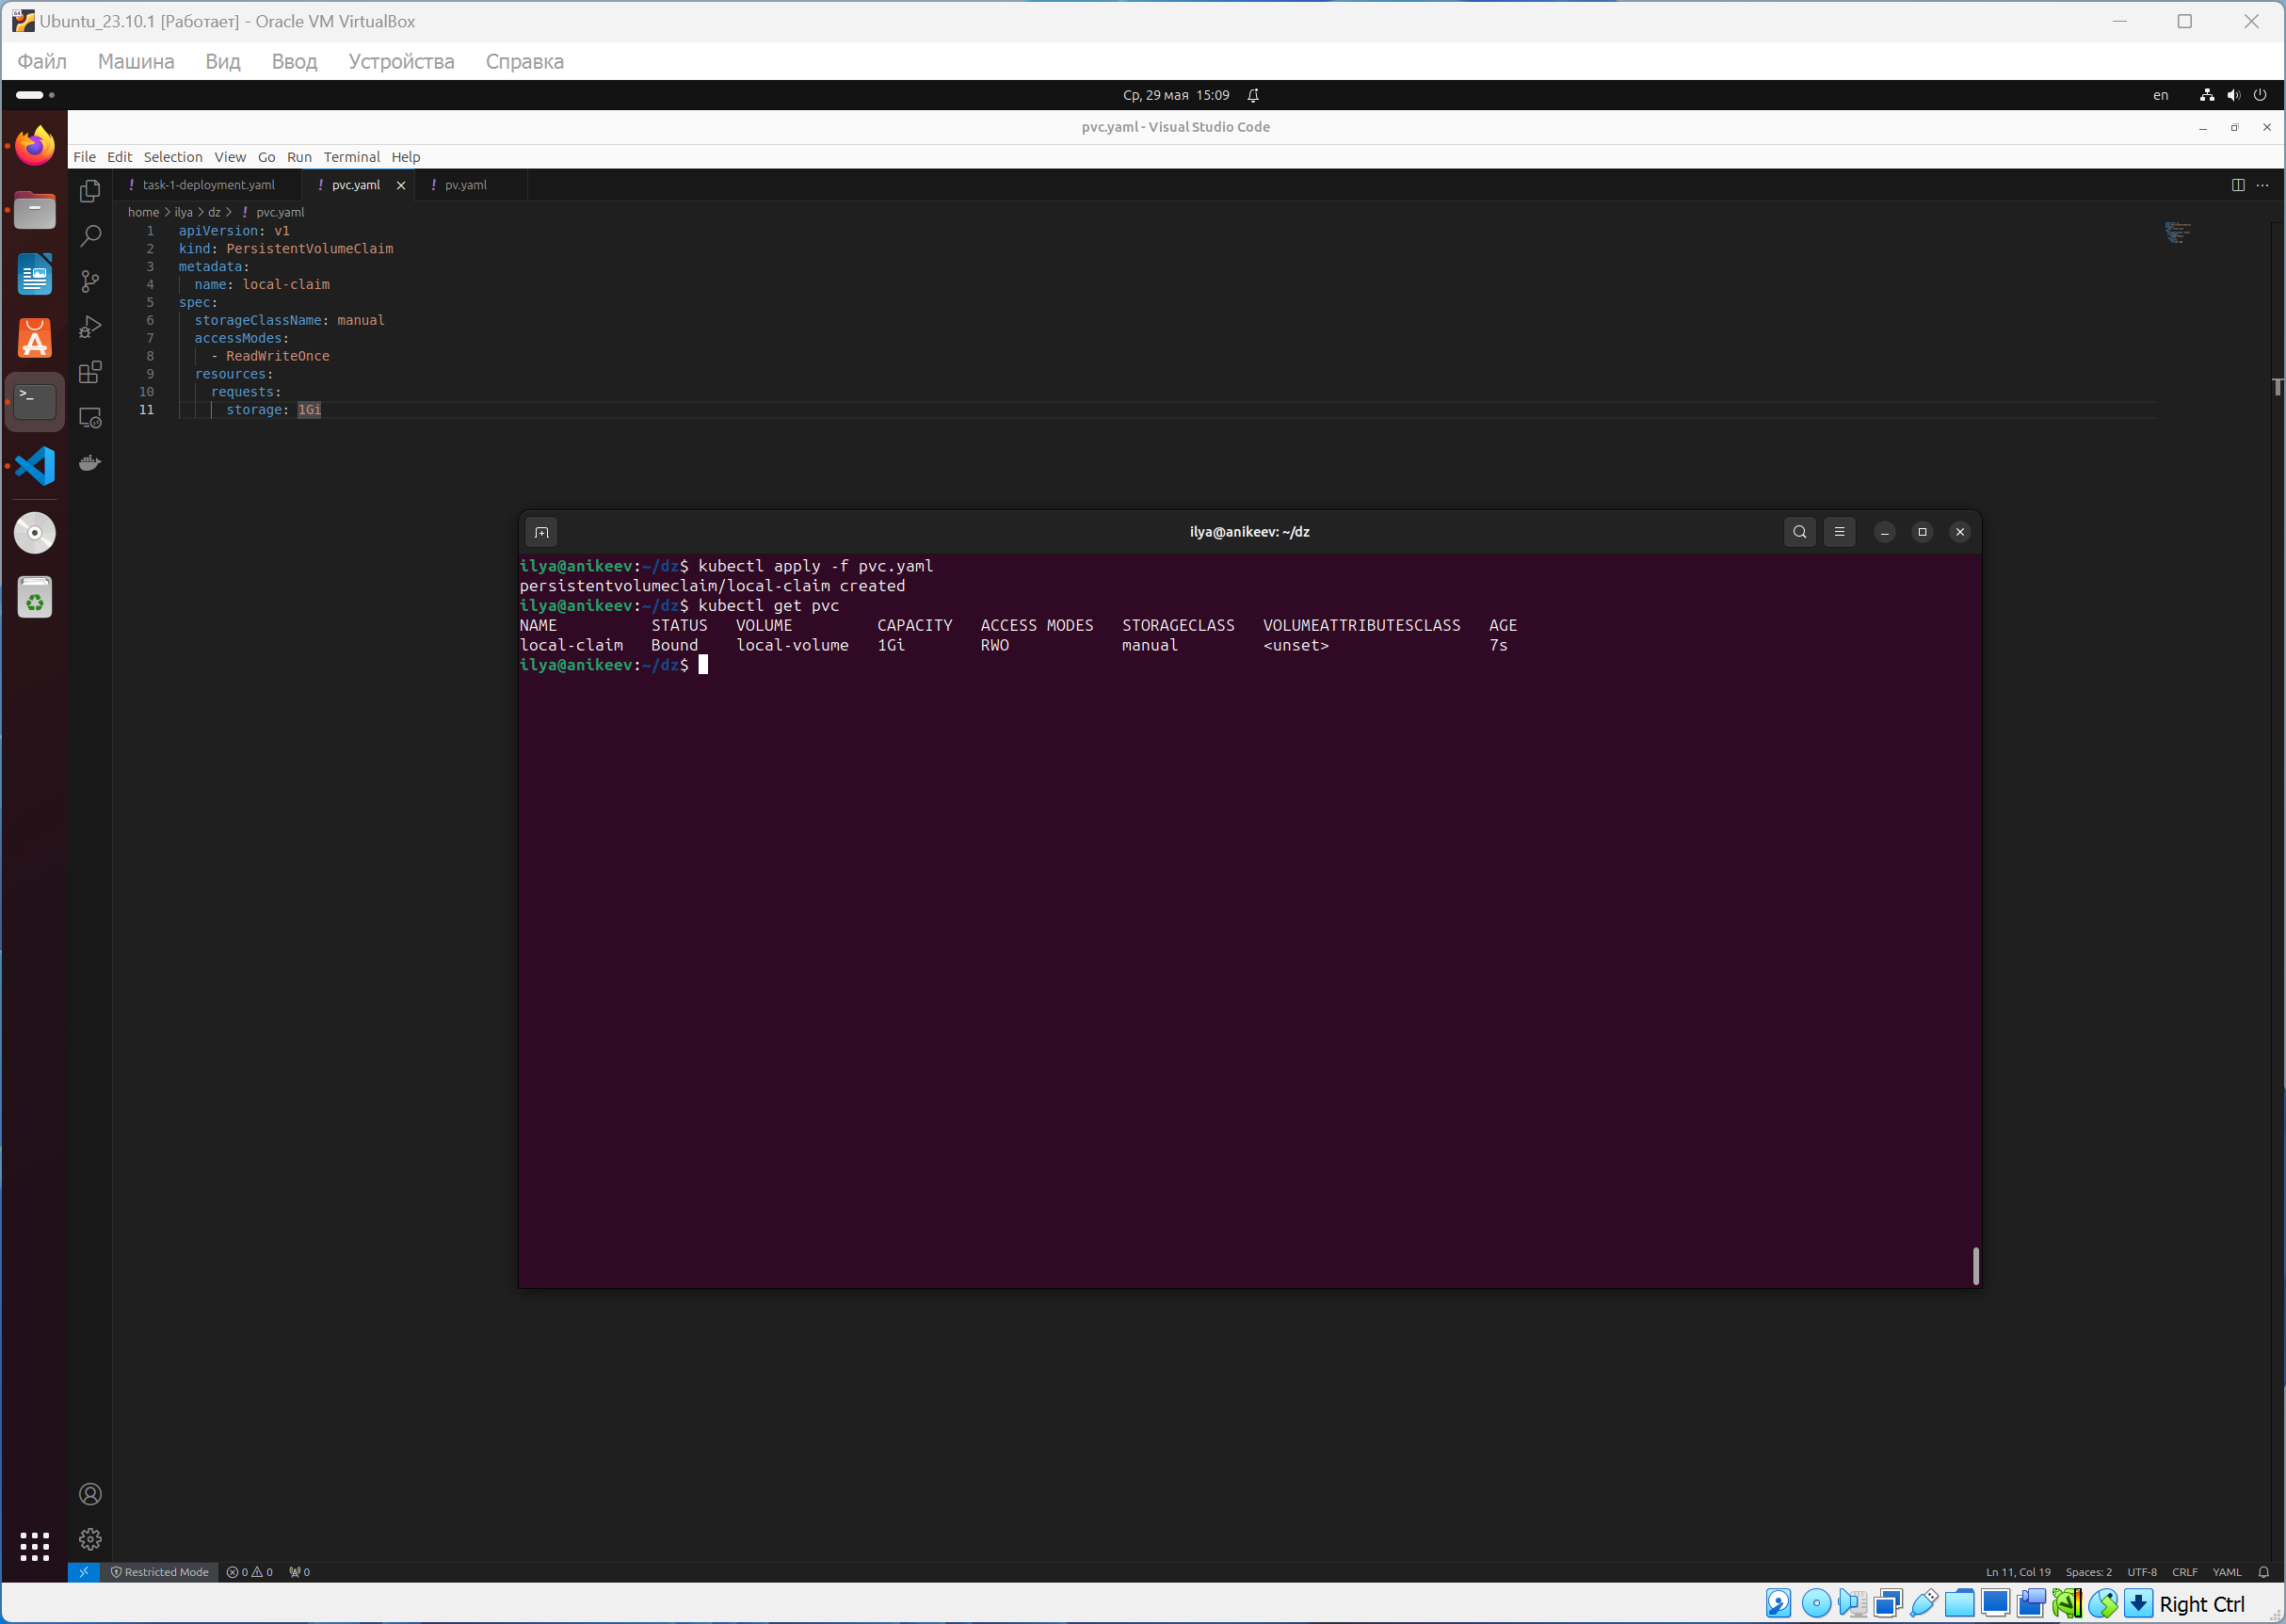 Ubuntu_23.10.1 [Работает] - Oracle VM VirtualBox
Файл Машина Вид Ввод Устройства Справка
Ср, 29 мая 15:09
en
pvc.yaml - Visual Studio Code
File Edit Selection View Go Run Terminal Help
! task-1-deployment.yaml ! pvc.yaml ! pv.yaml
home > ilya > dz > ! pvc.yaml
1 apiVersion: v1
2 kind: PersistentVolumeClaim
3 metadata:
4 name: local-claim
5 spec:
6 storageClassName: manual
7 accessModes:
8 - ReadWriteOnce
9 resources:
10 requests:
11 storage: 1Gi
ilya@anikeev: ~/dz
ilya@anikeev:~/dz$ kubectl apply -f pvc.yaml
persistentvolumeclaim/local-claim created
ilya@anikeev:~/dz$ kubectl get pvc
NAME STATUS VOLUME CAPACITY ACCESS MODES STORAGECLASS VOLUMEATTRIBUTESCLASS AGE
local-claim Bound local-volume 1Gi RWO manual <unset> 7s
ilya@anikeev:~/dz$
Restricted Mode 0 0 0
Ln 11, Col 19 Spaces: 2 UTF-8 CRLF YAML
Right Ctrl